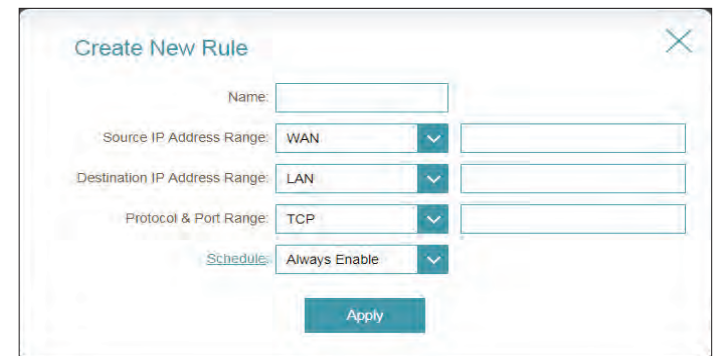 Create New Rule
Name:
Source IP Address Range: WAN
Destination IP Address Range: LAN
Protocol & Port Range: TCP
Schedule: Always Enable
Apply